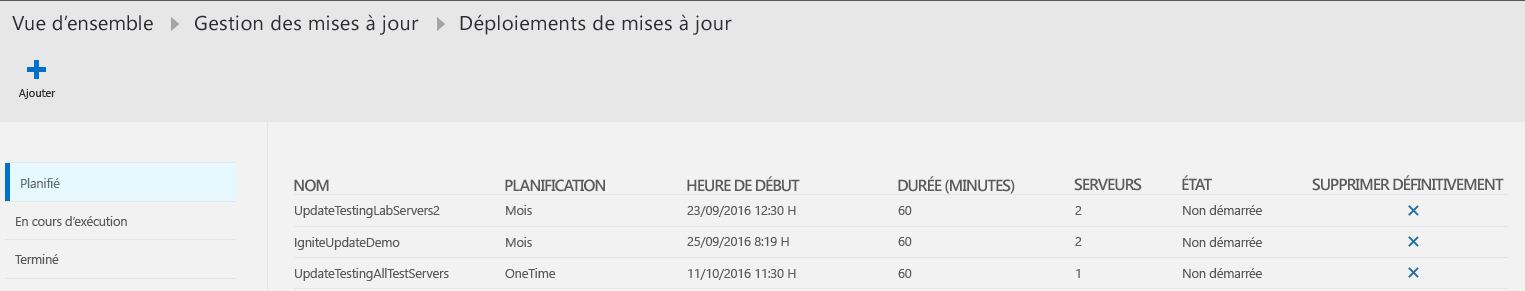 Vue d’ensemble Gestion des mises à jour Déploiements de mises à jour
Ajouter
Planifié
En cours d’exécution
Terminé
NOM PLANIFICATION HEURE DE DÉBUT DURÉE (MINUTES) SERVEURS ÉTAT SUPPRIMER DÉFINITIVEMENT
UpdateTestingLabServers2 Mois 23/09/2016 12:30 H 60 2 Non démarrée
IgniteUpdateDemo Mois 25/09/2016 8:19 H 60 2 Non démarrée
UpdateTestingAllTestServers OneTime 11/10/2016 11:30 H 60 1 Non démarrée